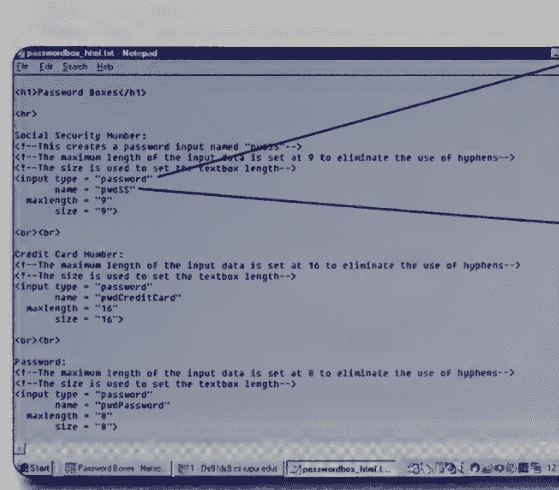 passwordbox_html.txt - Notepad
File Edit Search Help
<h1>Password Boxes</h1>
<hr>
Social Security Number:
<!--This creates a password input named "pwdSS"-->
<!--The maximum length of the input data is set at 9 to eliminate the use of hyphens-->
<!--The size is used to set the textbox length-->
<input type = "password"
name = "pwdSS"
maxlength = "9"
size = "9">
<br><br>
Credit Card Number:
<!--The maximum length of the input data is set at 16 to eliminate the use of hyphens-->
<!--The size is used to set the textbox length-->
<input type = "password"
name = "pwdCreditCard"
maxlength = "16"
size = "16">
<br><br>
Password:
<!--The maximum length of the input data is set at 8 to eliminate the use of hyphens-->
<!--The size is used to set the textbox length-->
<input type = "password"
name = "pwdPassword"
maxlength = "8"
size = "8">
Start Password Boxes - Netsc.. passwordbox_html.t... 12: